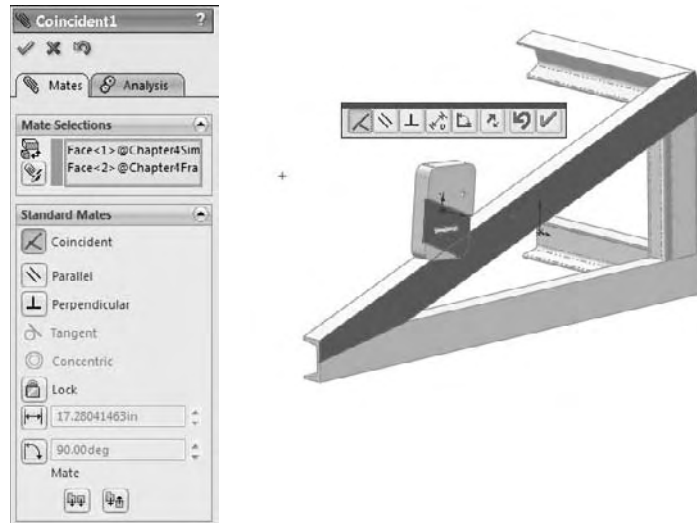 Coincident1 ?
Mates
Analysis
Mate Selections
Face<1>@Chapter4Sim
Face<2>@Chapter4Fra
Standard Mates
Coincident
Parallel
Perpendicular
Tangent
Concentric
Lock
17.28041463in
90.00deg
Mate